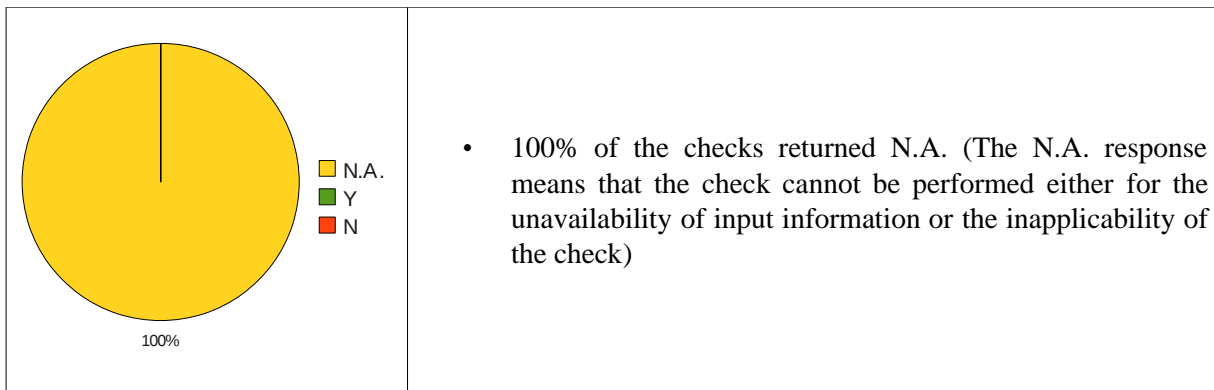 N.A.
Y
N
100%
• 100% of the checks returned N.A. (The N.A. response
means that the check cannot be performed either for the
unavailability of input information or the inapplicability of
the check)